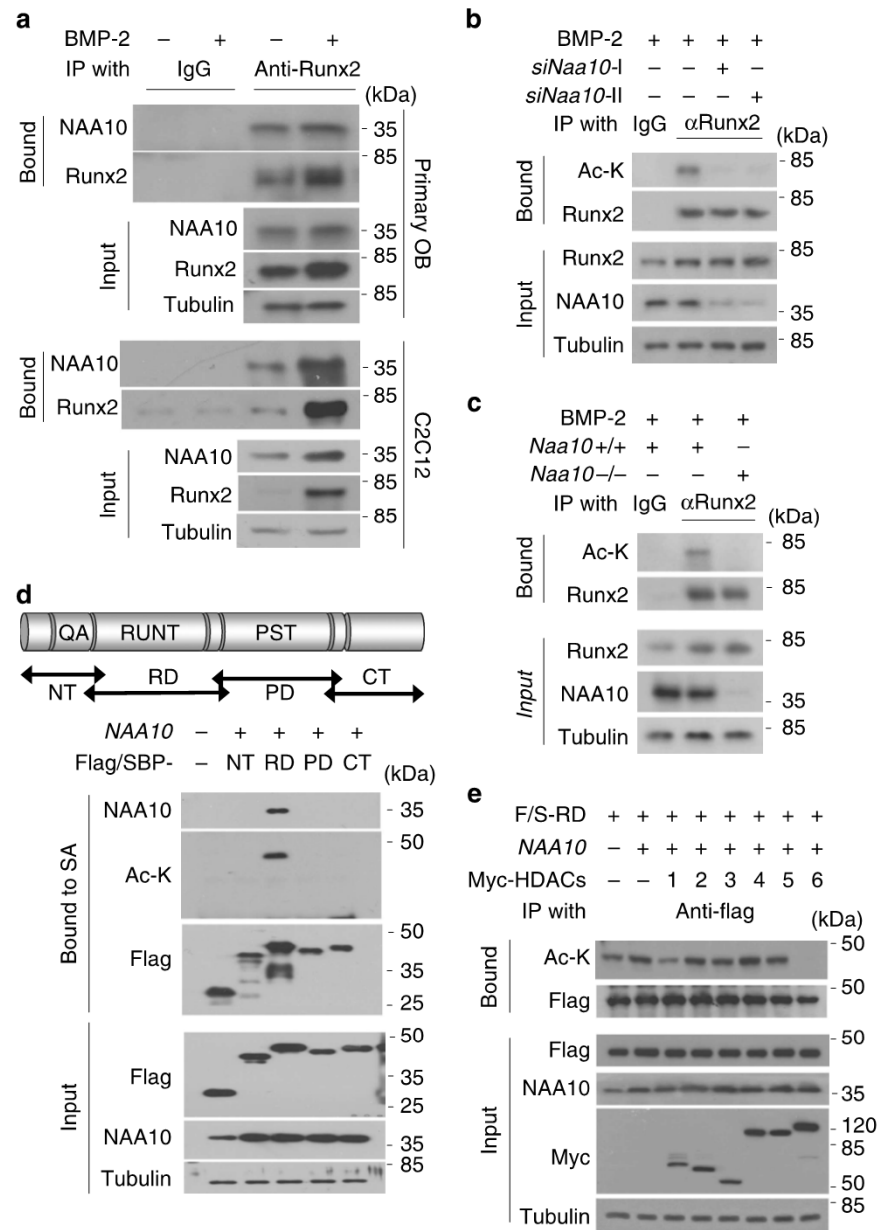 a
BMP-2 – + – +
IP with IgG Anti-Runx2
(kDa)
Bound
NAA10 - 35
- 85
Runx2
Input
NAA10 - 35
- 85
Runx2
- 85
Tubulin
Primary OB
Bound
NAA10 - 35
- 85
Runx2
Input
NAA10 - 35
- 85
Runx2
- 85
Tubulin
C2C12
b
BMP-2 + + + +
siNaa10-I – – + –
siNaa10-II – – – +
IP with IgG αRunx2
(kDa)
Bound
- 85
Ac-K
- 85
Runx2
Input
- 85
Runx2
NAA10
- 35
- 85
Tubulin
c
BMP-2 + + +
Naa10+/+ + + –
Naa10–/– – – +
IP with IgG αRunx2
(kDa)
Bound
- 85
Ac-K
- 85
Runx2
Input
- 85
Runx2
NAA10
- 35
- 85
Tubulin
d
QA RUNT PST
NT RD PD CT
NAA10 – + + + +
Flag/SBP- – NT RD PD CT
(kDa)
Bound to SA
NAA10 - 35
- 50
Ac-K
- 50
Flag
- 35
- 25
Input
- 50
Flag
- 35
- 25
NAA10 - 35
- 85
Tubulin
e
F/S-RD + + + + + + + +
NAA10 – + + + + + + +
Myc-HDACs – – 1 2 3 4 5 6
IP with Anti-flag
(kDa)
Bound
- 50
Ac-K
- 50
Flag
Input
- 50
Flag
NAA10 - 35
- 120
- 85
Myc
- 50
Tubulin